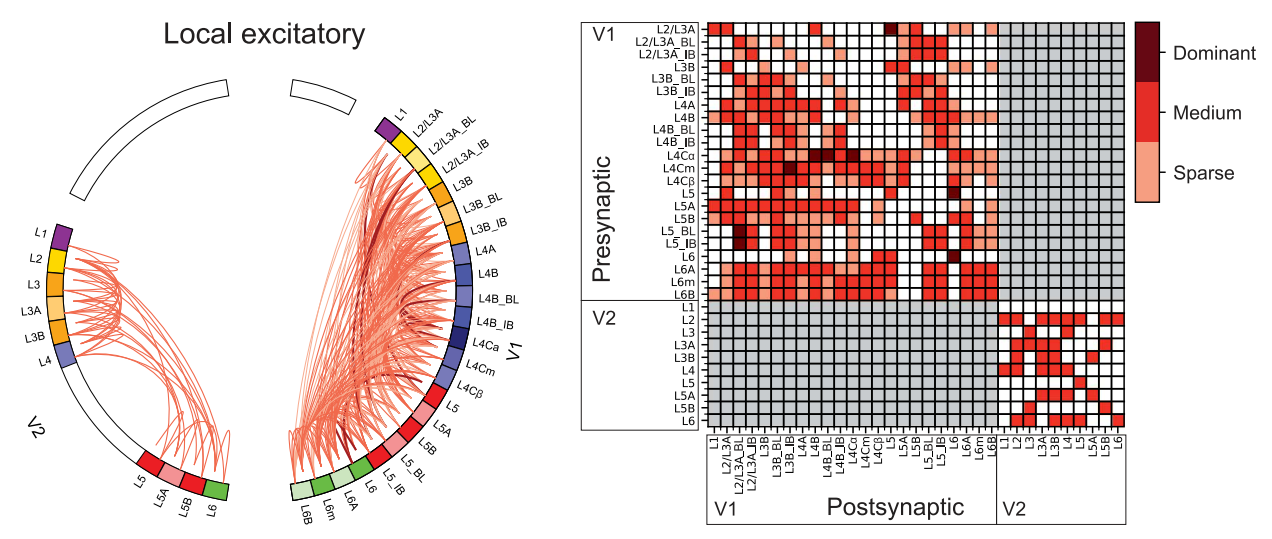 Local excitatory
L1
L2
L3
L3A
L3B
L4
V2
L5
L5A
L5B
L6
L1
L2/L3A
L2/L3A_BL
L2/L3A_IB
L3B
L3B_BL
L3B_IB
L4A
L4B
L4B_BL
L4B_IB
L4Ca
L4Cm
L4Cβ
V1
L5
L5A
L5B
L5_BL
L5_IB
L6
L6A
L6m
L6B
V1
Presynaptic
V2
L2/L3A
L2/L3A_BL
L2/L3A_IB
L3B
L3B_BL
L3B_IB
L4A
L4B
L4B_BL
L4B_IB
L4Cα
L4Cm
L4Cβ
L5
L5A
L5B
L5_BL
L5_IB
L6
L6A
L6m
L6B
L1
L2
L3
L3A
L3B
L4
L5
L5A
L5B
L6
L1
L2/L3A
L2/L3A_BL
L2/L3A_IB
L3B
L3B_BL
L3B_IB
L4A
L4B
L4B_BL
L4B_IB
L4Cα
L4Cm
L4Cβ
L5
L5A
L5B
L5_BL
L5_IB
L6
L6A
L6m
L6B
L1
L2
L3
L3A
L3B
L4
L5
L5A
L5B
L6
V1
Postsynaptic
V2
Dominant
Medium
Sparse